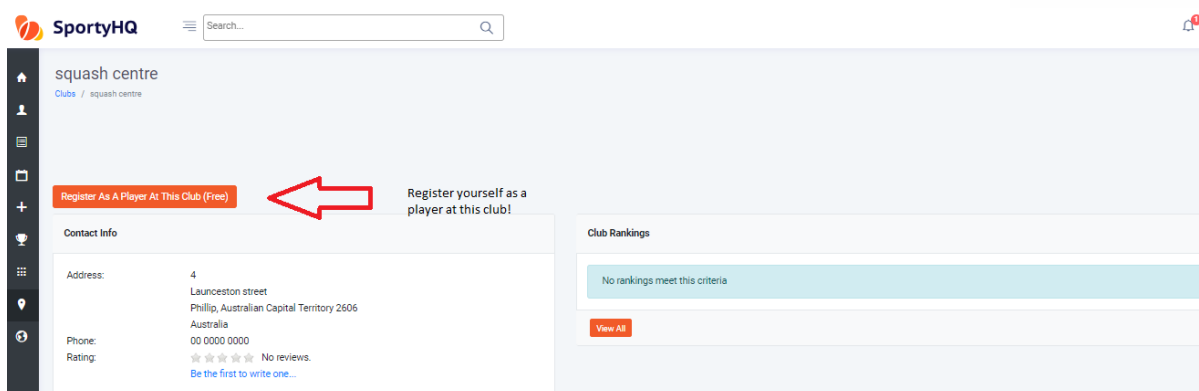 SportyHQ
Search...
squash centre
Clubs / squash centre
Register As A Player At This Club (Free)
Register yourself as a
player at this club!
Contact Info
Address:
4
Launceston street
Phillip, Australian Capital Territory 2606
Australia
Phone:
00 0000 0000
Rating:
No reviews.
Be the first to write one...
Club Rankings
No rankings meet this criteria
View All